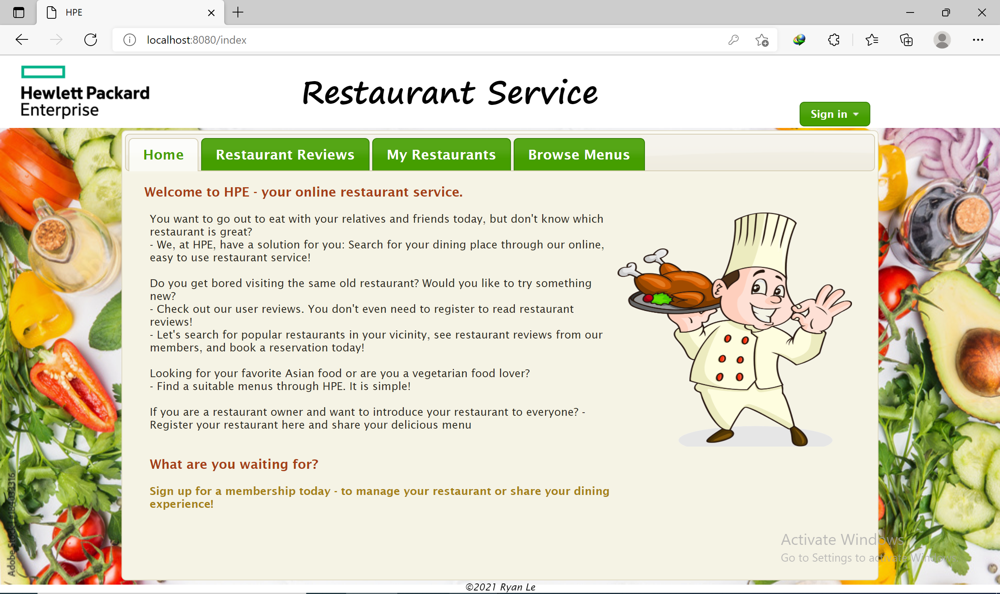 HPE
localhost:8080/index
Hewlett Packard
Enterprise
Restaurant Service
Sign in
Home
Restaurant Reviews
My Restaurants
Browse Menus
Welcome to HPE - your online restaurant service.
You want to go out to eat with your relatives and friends today, but don't know which
restaurant is great?
- We, at HPE, have a solution for you: Search for your dining place through our online,
easy to use restaurant service!
Do you get bored visiting the same old restaurant? Would you like to try something
new?
- Check out our user reviews. You don't even need to register to read restaurant
reviews!
- Let's search for popular restaurants in your vicinity, see restaurant reviews from our
members, and book a reservation today!
Looking for your favorite Asian food or are you a vegetarian food lover?
- Find a suitable menus through HPE. It is simple!
If you are a restaurant owner and want to introduce your restaurant to everyone? -
Register your restaurant here and share your delicious menu
What are you waiting for?
Sign up for a membership today - to manage your restaurant or share your dining
experience!
Activate Windows
Go to Settings to activate Windows.
Adobe Stock
©2021 Ryan Le